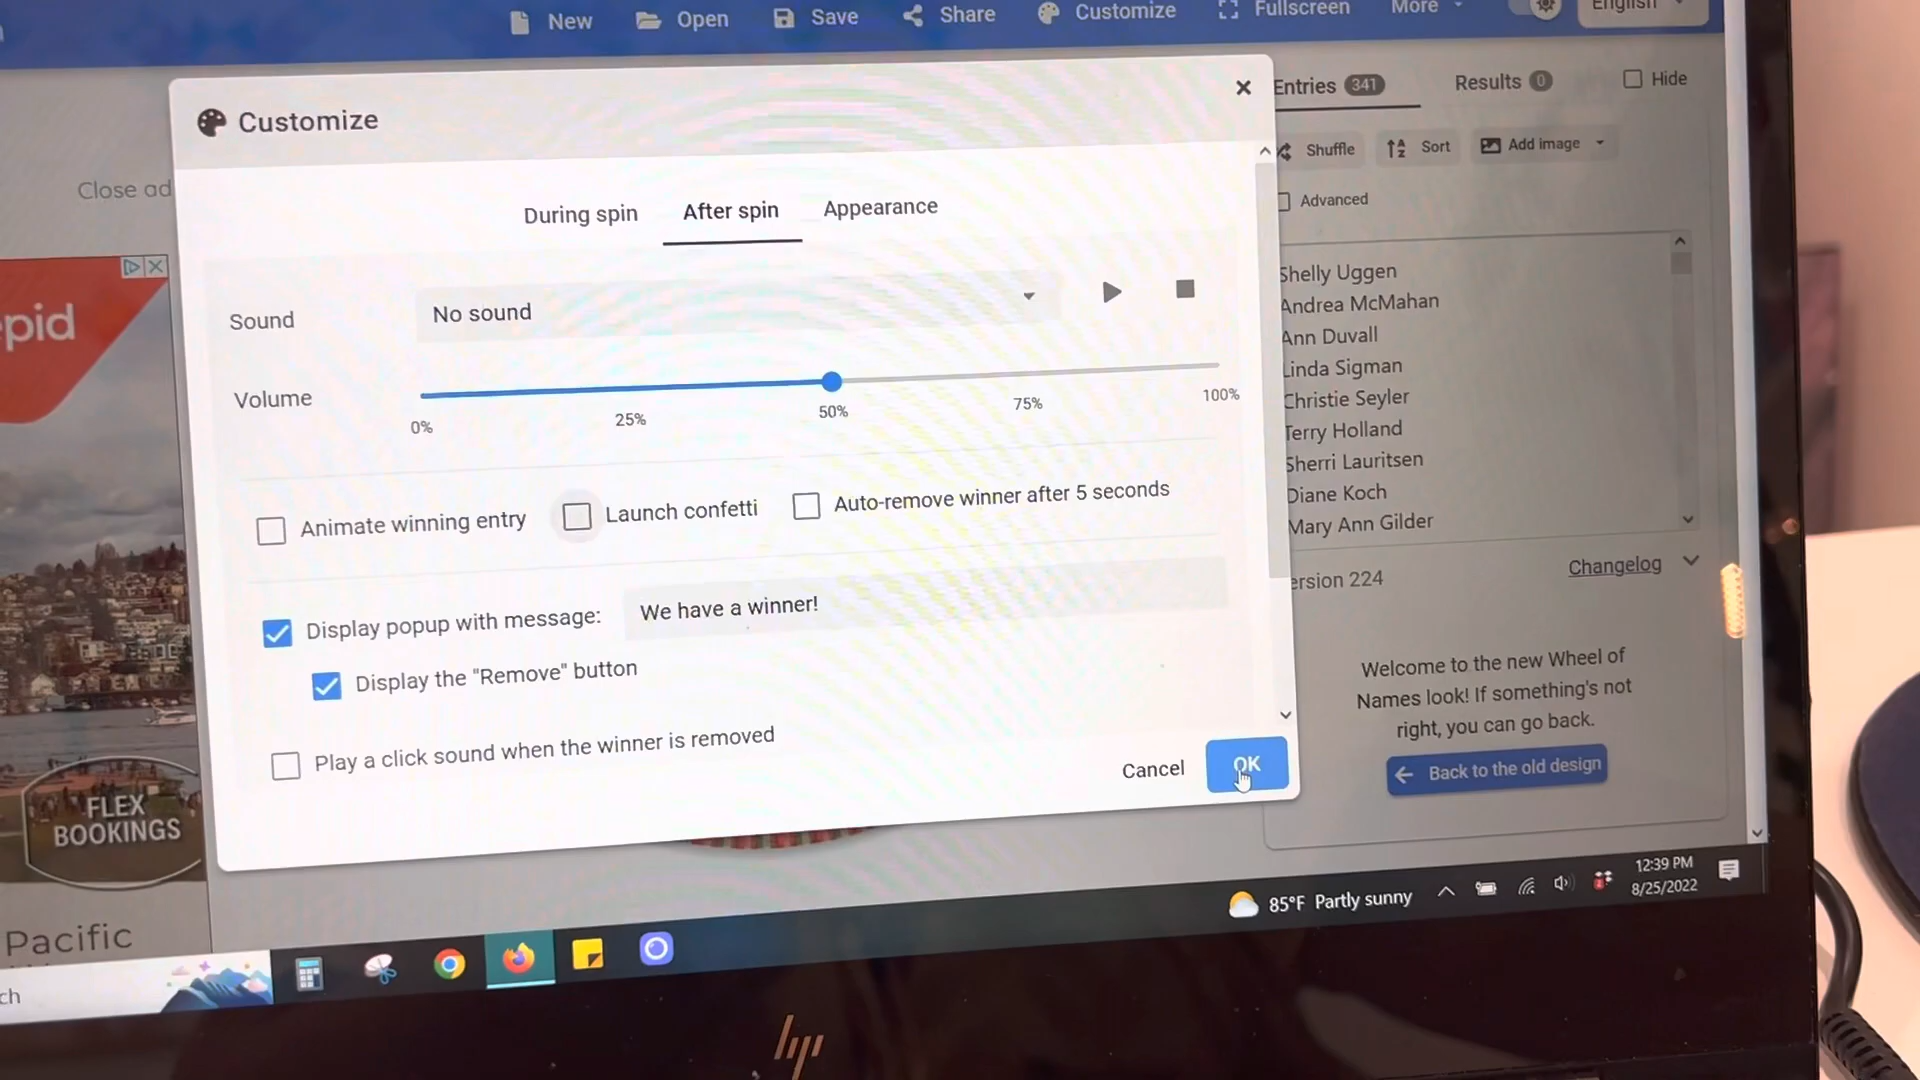 New
Open
Save
Share
Customize
Fullscreen
More
English
Customize
Entries 341
Results 0
Hide
Shuffle
Sort
Add image
Advanced
Close ad
During spin
After spin
Appearance
Sound
No sound
Volume
0%
25%
50%
75%
100%
Animate winning entry
Launch confetti
Auto-remove winner after 5 seconds
Display popup with message:
We have a winner!
Display the "Remove" button
Play a click sound when the winner is removed
Cancel
OK
Shelly Uggen
Andrea McMahan
Ann Duvall
Linda Sigman
Christie Seyler
Terry Holland
Sherri Lauritsen
Diane Koch
Mary Ann Gilder
ersion 224
Changelog
Welcome to the new Wheel of
Names look! If something's not
right, you can go back.
Back to the old design
epid
FLEX
BOOKINGS
Pacific
ch
85°F Partly sunny
12:39 PM
8/25/2022
hp